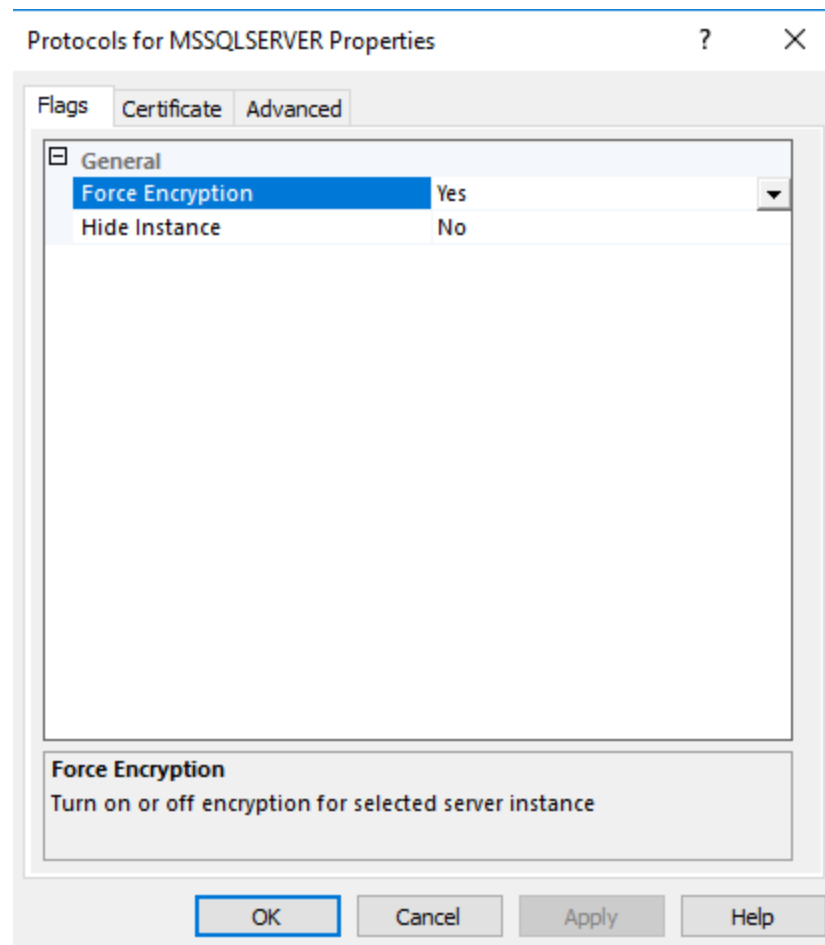 Protocols for MSSQLSERVER Properties ?
Flags Certificate Advanced
General
Force Encryption Yes
Hide Instance No
Force Encryption
Turn on or off encryption for selected server instance
OK Cancel Apply Help